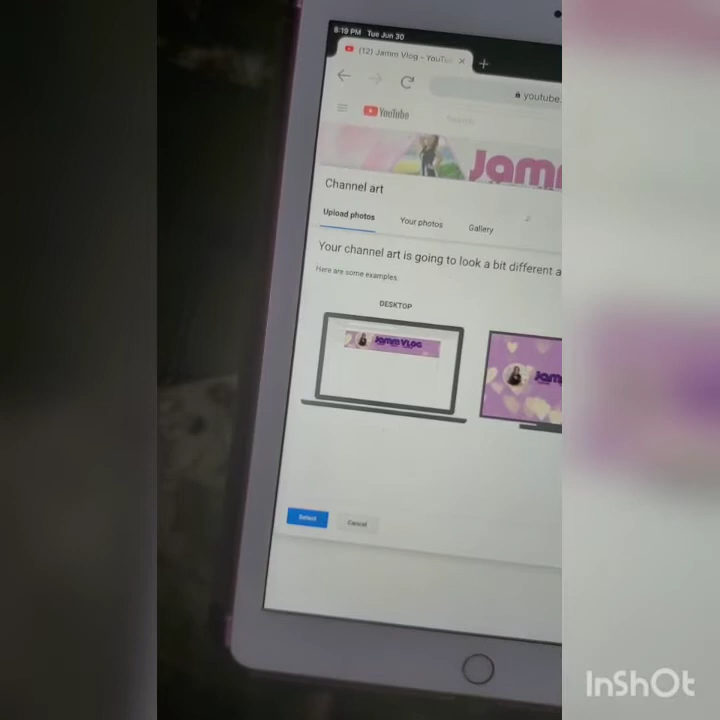 8:19 PM Tue Jun 30
(12) Jamm Vlog - YouTu
youtube.
YouTube
Search
Jamm
Channel art
Upload photos Your photos Gallery
Your channel art is going to look a bit different a
Here are some examples.
DESKTOP
Jamm VLOG
Jam
Select Cancel
InShOt